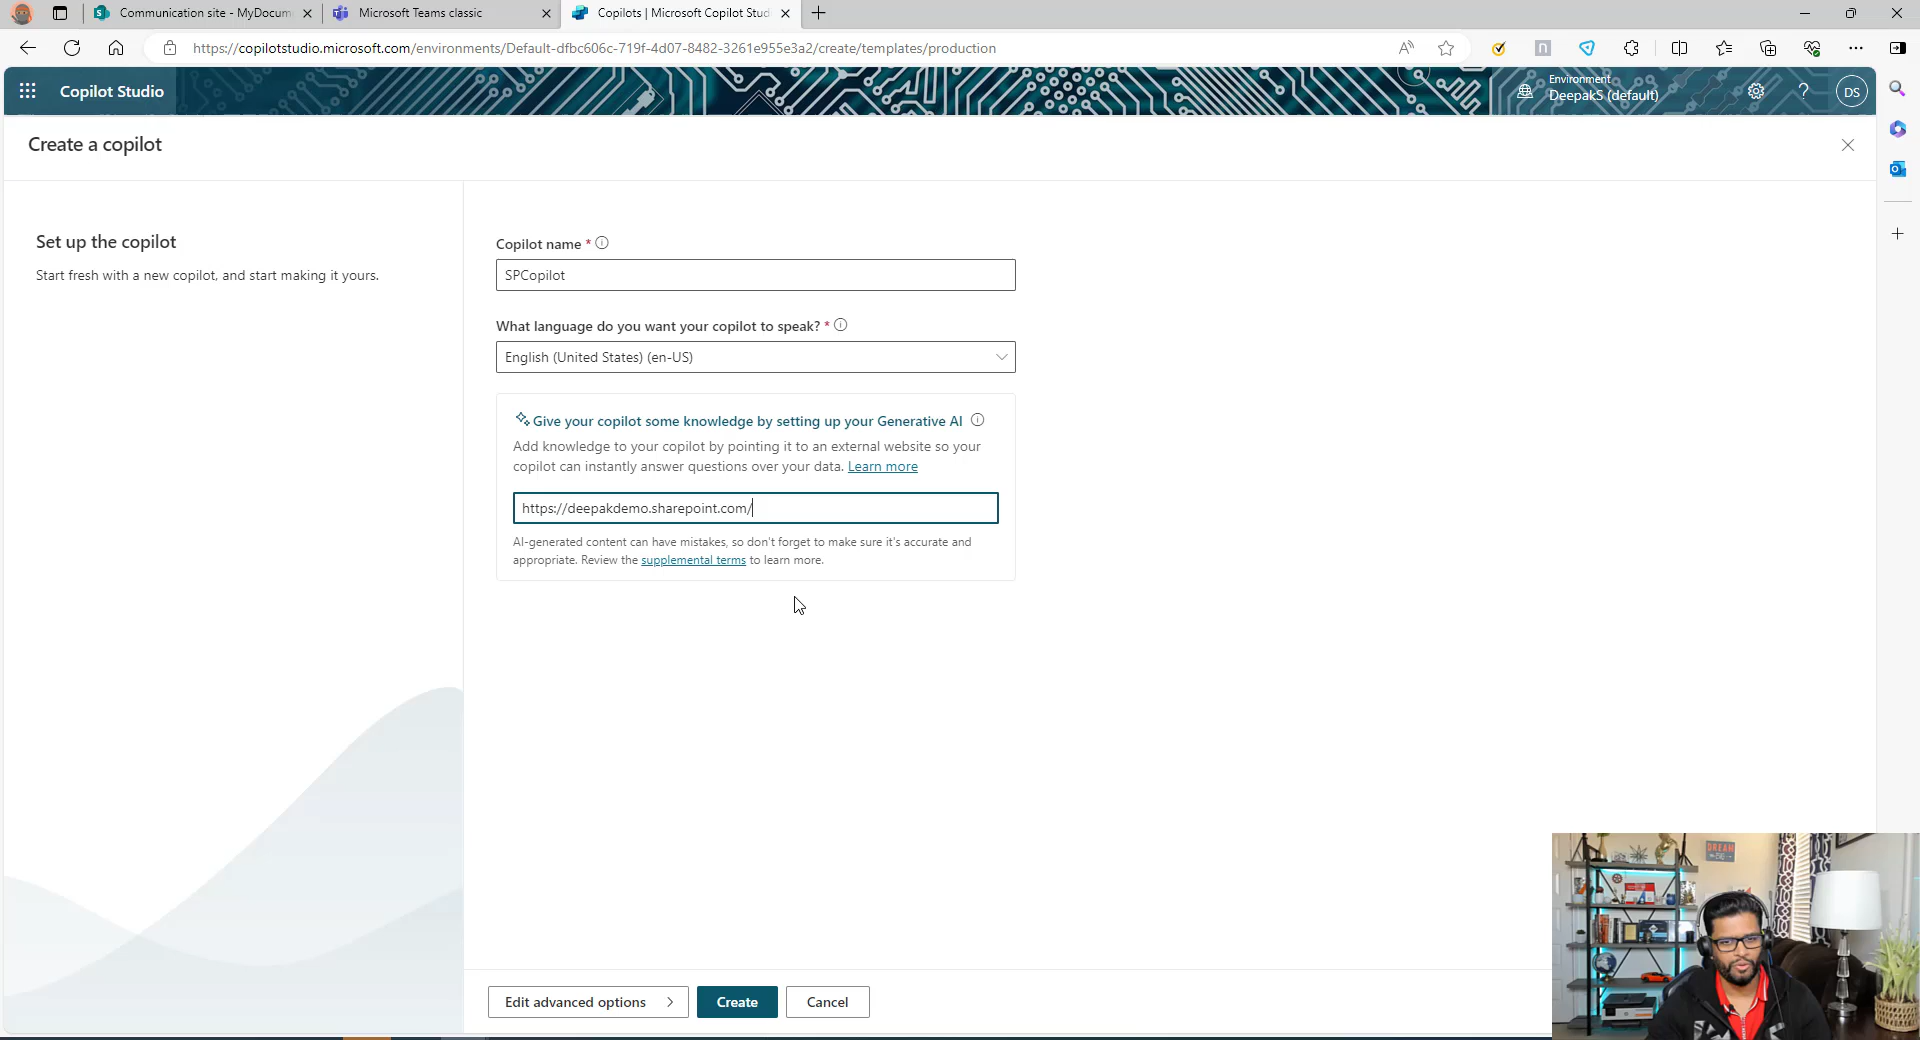 Communication site - MyDocum
Microsoft Teams classic
Copilots | Microsoft Copilot Stud
https://copilotstudio.microsoft.com/environments/Default-dfbc606c-719f-4d07-8482-3261e955e3a2/create/templates/production
Copilot Studio
Environment
DeepakS (default)
DS
Create a copilot
Set up the copilot
Start fresh with a new copilot, and start making it yours.
Copilot name *
SPCopilot
What language do you want your copilot to speak? *
English (United States) (en-US)
Give your copilot some knowledge by setting up your Generative AI
Add knowledge to your copilot by pointing it to an external website so your
copilot can instantly answer questions over your data. Learn more
https://deepakdemo.sharepoint.com/
AI-generated content can have mistakes, so don't forget to make sure it's accurate and
appropriate. Review the supplemental terms to learn more.
Edit advanced options
Create
Cancel
DREAM
BIG